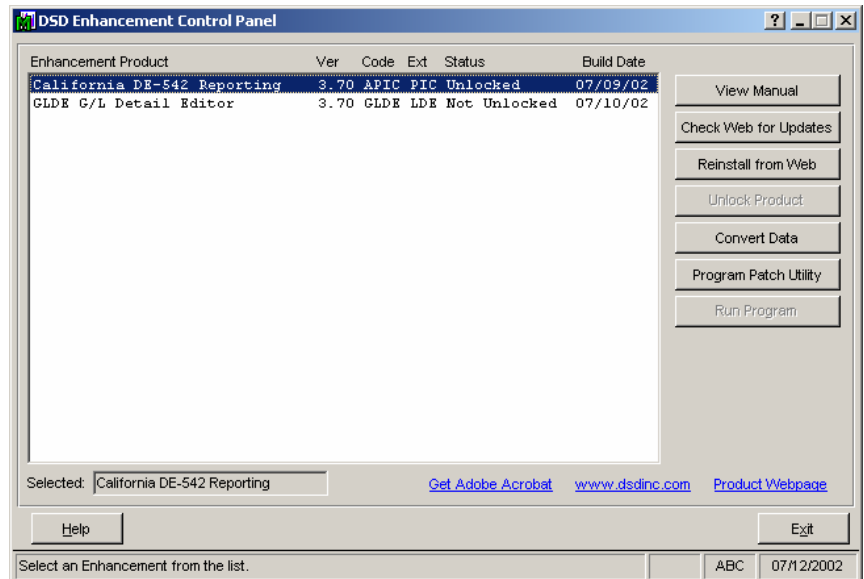 DSD Enhancement Control Panel
Enhancement Product Ver Code Ext Status Build Date
California DE-542 Reporting 3.70 APIC PIC Unlocked 07/09/02
GLDE G/L Detail Editor 3.70 GLDE LDE Not Unlocked 07/10/02
View Manual
Check Web for Updates
Reinstall from Web
Unlock Product
Convert Data
Program Patch Utility
Run Program
Selected: California DE-542 Reporting Get Adobe Acrobat www.dsdinc.com Product Webpage
Help Exit
Select an Enhancement from the list. ABC 07/12/2002